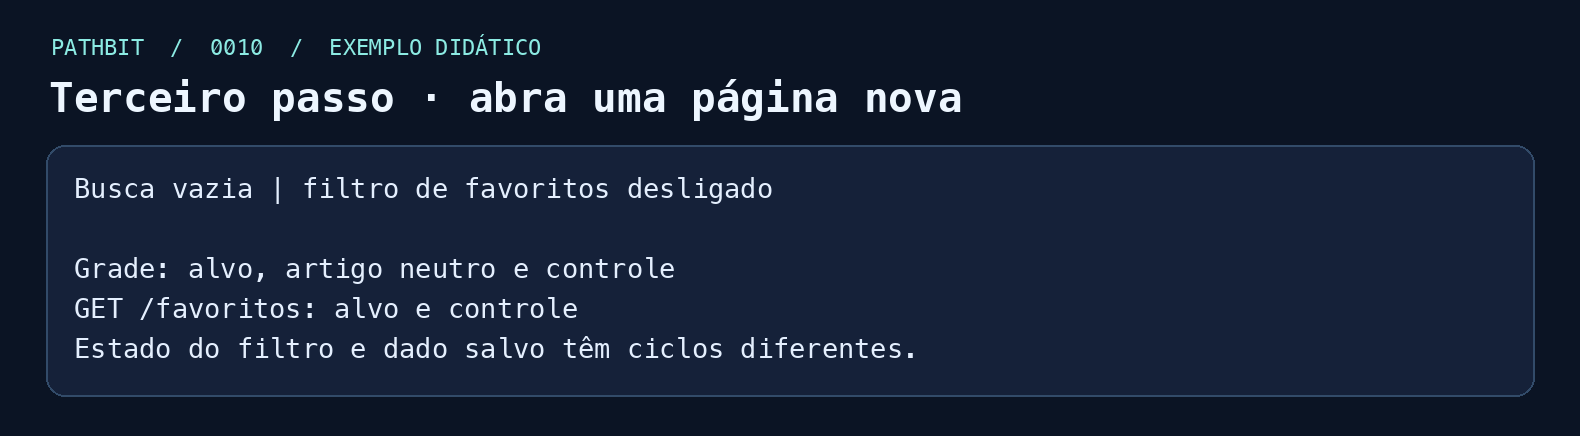 PATHBIT / 0010 / EXEMPLO DIDÁTICO
Terceiro passo · abra uma página nova
Busca vazia | filtro de favoritos desligado
Grade: alvo, artigo neutro e controle
GET /favoritos: alvo e controle
Estado do filtro e dado salvo têm ciclos diferentes.